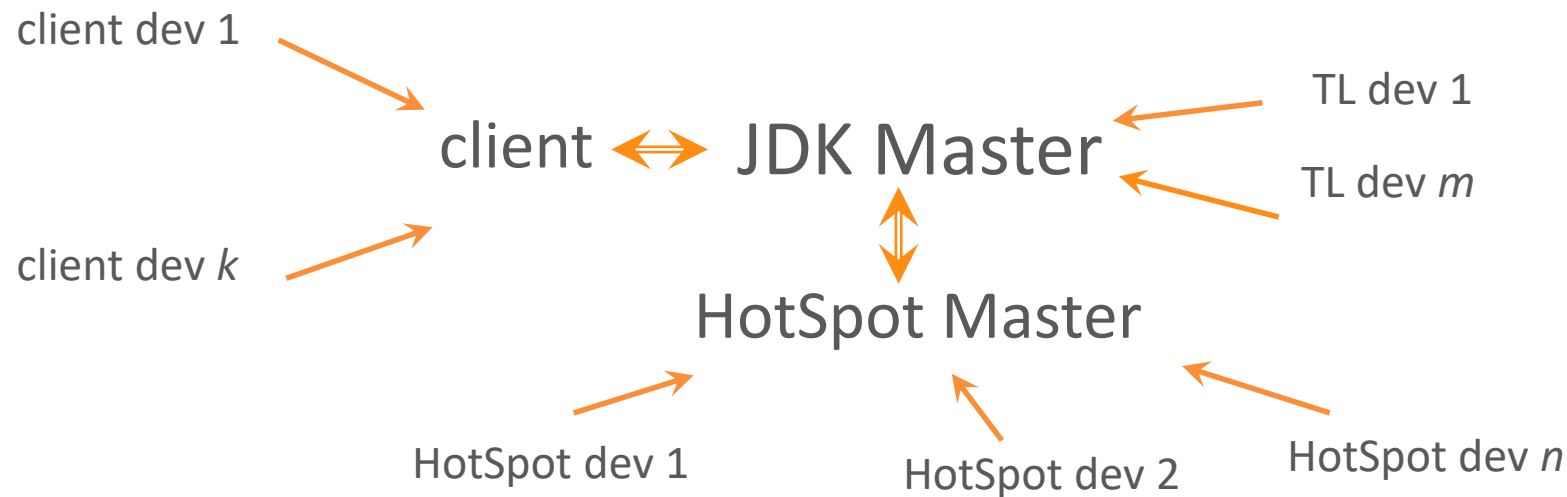 client dev 1
TL dev 1
client
JDK Master
TL dev m
client dev k
HotSpot Master
HotSpot dev 1
HotSpot dev 2
HotSpot dev n